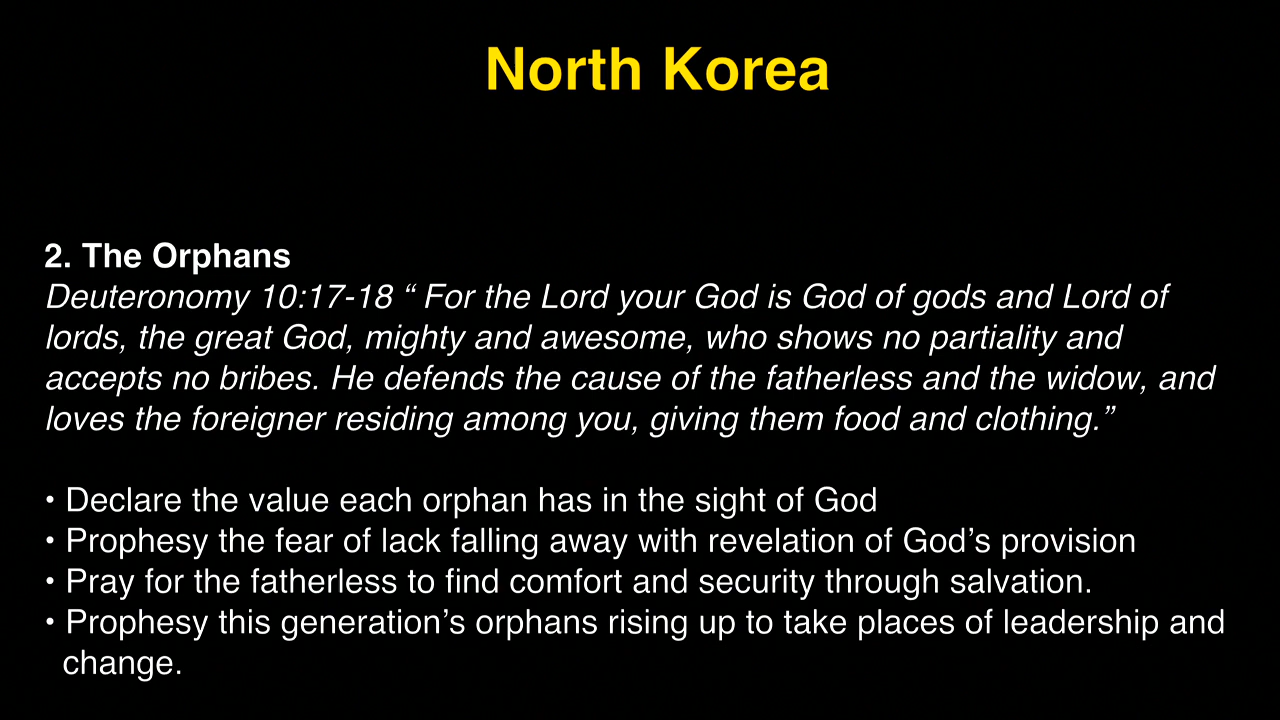 North Korea
2. The Orphans
Deuteronomy 10:17-18 “ For the Lord your God is God of gods and Lord of
lords, the great God, mighty and awesome, who shows no partiality and
accepts no bribes. He defends the cause of the fatherless and the widow, and
loves the foreigner residing among you, giving them food and clothing.”
• Declare the value each orphan has in the sight of God
• Prophesy the fear of lack falling away with revelation of God’s provision
• Pray for the fatherless to find comfort and security through salvation.
• Prophesy this generation’s orphans rising up to take places of leadership and
change.